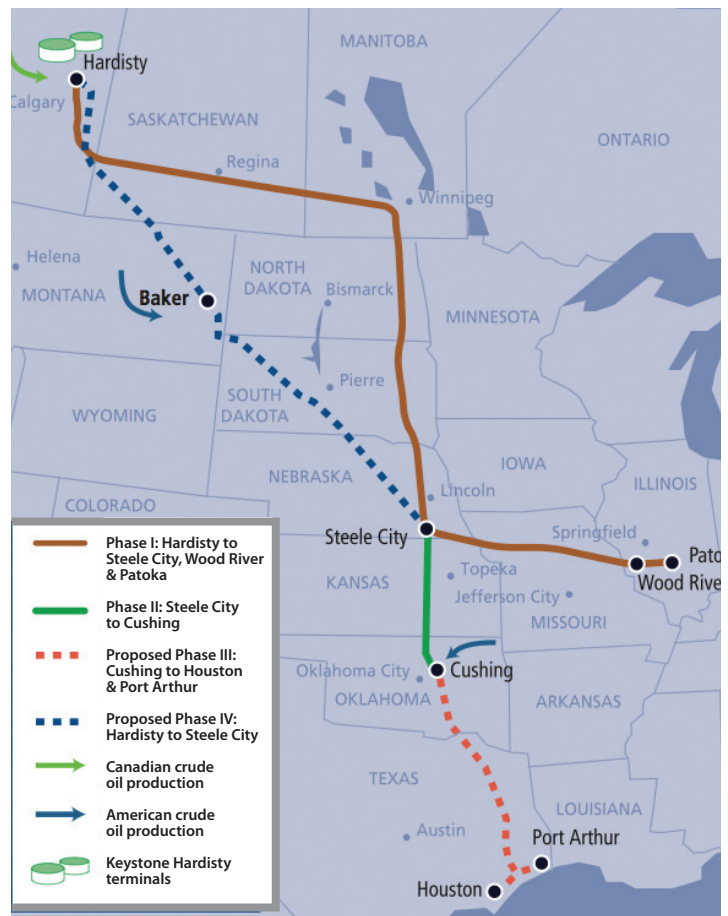 MANITOBA
Hardisty
Calgary
SASKATCHEWAN
ONTARIO
Regina
Winnipeg
Helena
NORTH
DAKOTA
MONTANA
Baker
Bismarck
MINNESOTA
Pierre
SOUTH
DAKOTA
WYOMING
IOWA
NEBRASKA
ILLINOIS
Lincoln
COLORADO
Steele City
Springfield
Pato
Wood Rive
KANSAS
Topeka
Jefferson City
MISSOURI
Oklahoma City
Cushing
OKLAHOMA
ARKANSAS
TEXAS
LOUISIANA
Austin
Port Arthur
Houston
Phase I: Hardisty to
Steele City, Wood River
& Patoka
Phase II: Steele City
to Cushing
Proposed Phase III:
Cushing to Houston
& Port Arthur
Proposed Phase IV:
Hardisty to Steele City
Canadian crude
oil production
American crude
oil production
Keystone Hardisty
terminals